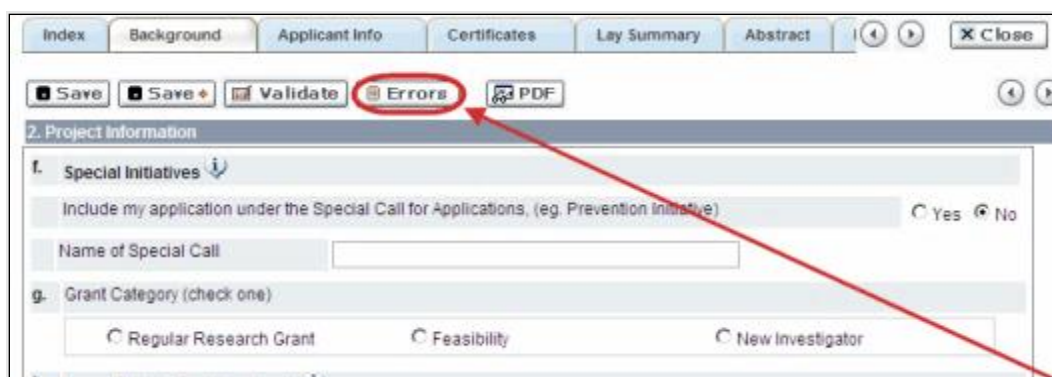 Index Background Applicant Info Certificates Lay Summary Abstract Close
Save Save Validate Errors PDF
2. Project Information
f. Special Initiatives
Include my application under the Special Call for Applications, (eg. Prevention Initiative) Yes No
Name of Special Call
g. Grant Category (check one)
Regular Research Grant Feasibility New Investigator